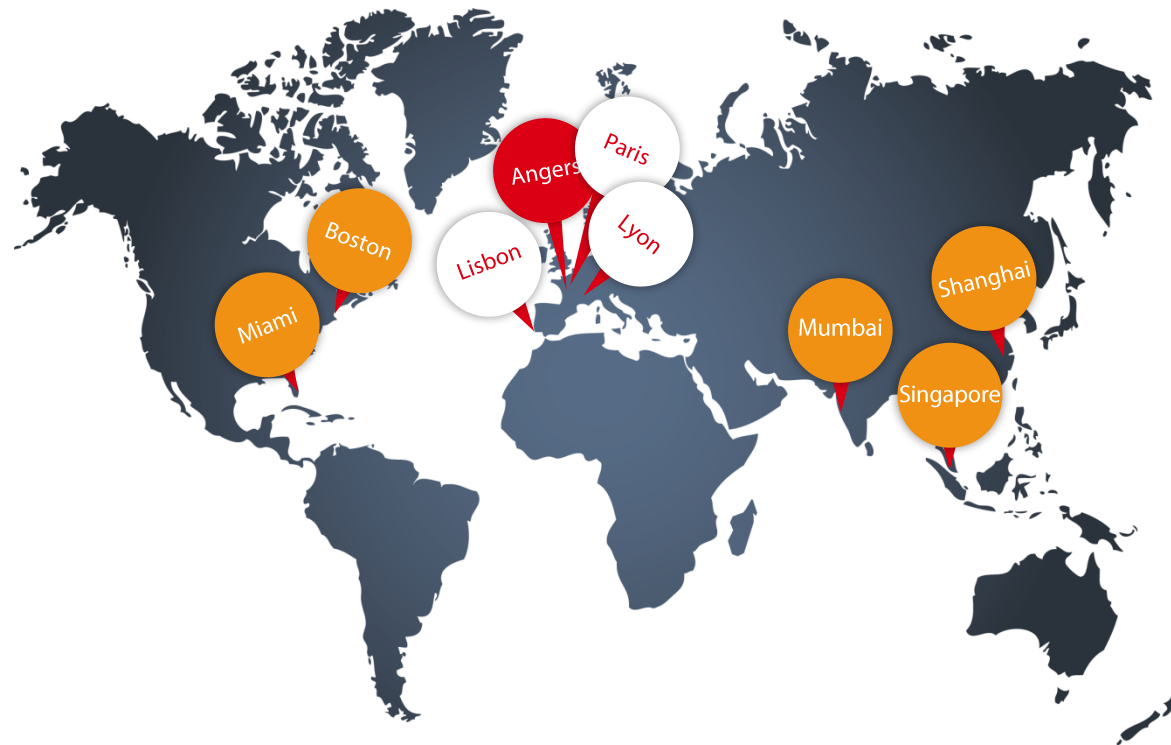 Paris
Angers
Boston
Lyon
Lisbon
Shanghai
Miami
Mumbai
Singapore